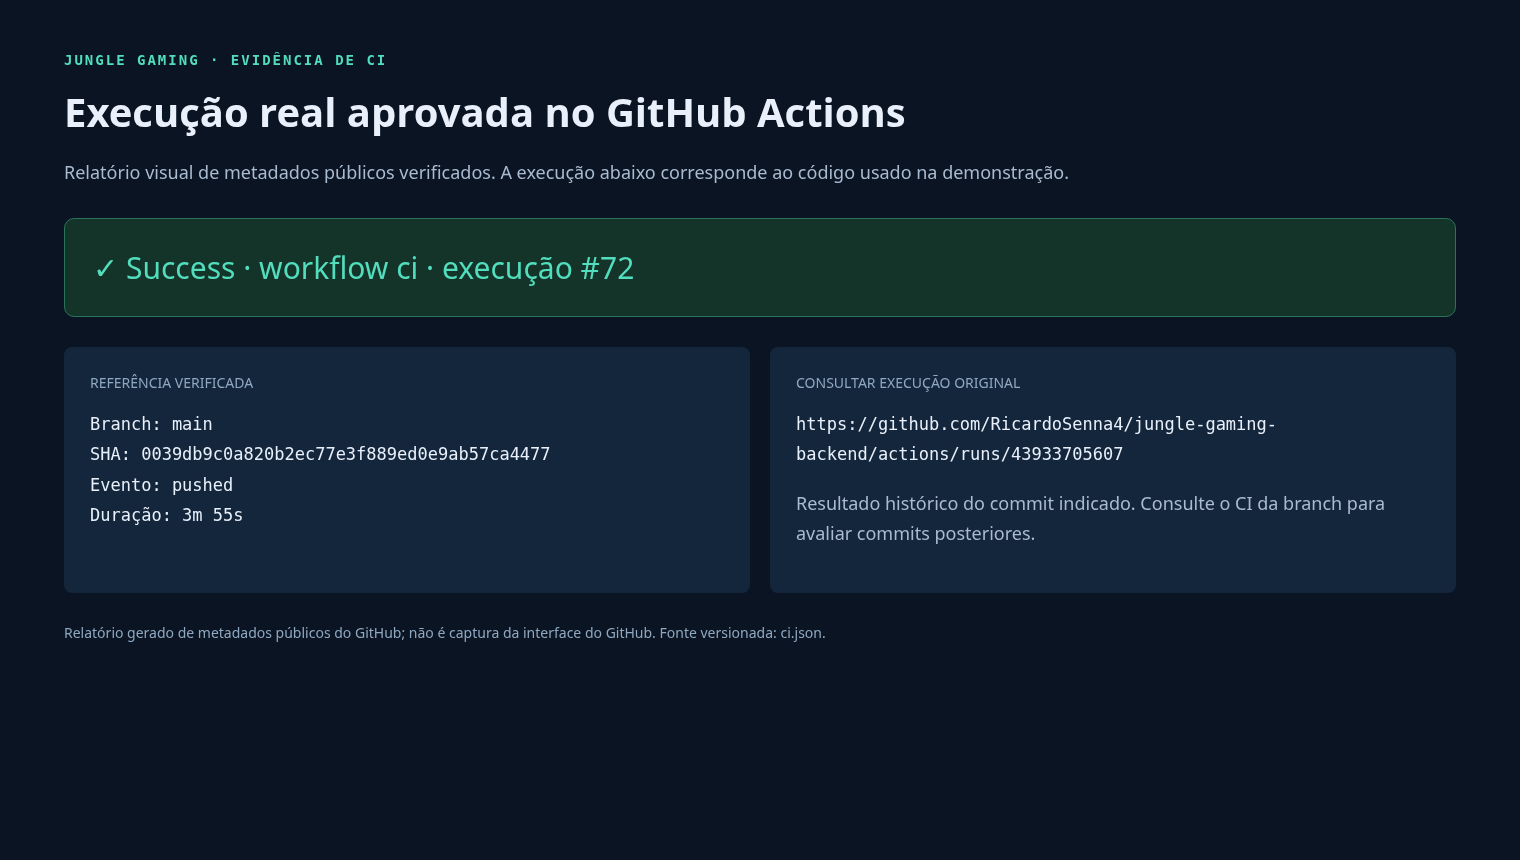 JUNGLE GAMING · EVIDÊNCIA DE CI
Execução real aprovada no GitHub Actions
Relatório visual de metadados públicos verificados. A execução abaixo corresponde ao código usado na demonstração.
✓ Success · workflow ci · execução #72
REFERÊNCIA VERIFICADA
Branch: main
SHA: 0039db9c0a820b2ec77e3f889ed0e9ab57ca4477
Evento: pushed
Duração: 3m 55s
CONSULTAR EXECUÇÃO ORIGINAL
https://github.com/RicardoSenna4/jungle-gaming-
backend/actions/runs/43933705607
Resultado histórico do commit indicado. Consulte o CI da branch para
avaliar commits posteriores.
Relatório gerado de metadados públicos do GitHub; não é captura da interface do GitHub. Fonte versionada: ci.json.